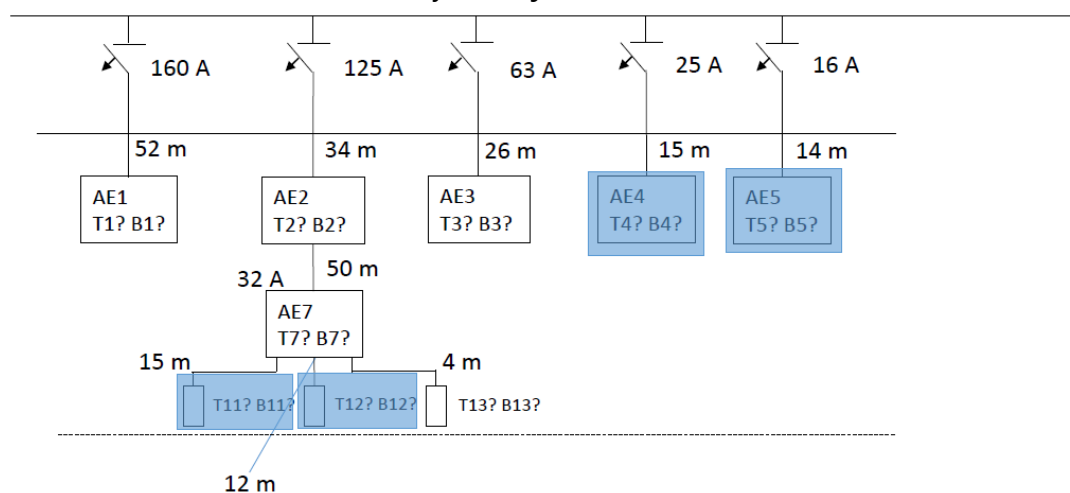 160 A
125 A
63 A
25 A
16 A
52 m
34 m
26 m
15 m
14 m
AE1
T1? B1?
AE2
T2? B2?
AE3
T3? B3?
AE4
T4? B4?
AE5
T5? B5?
32 A
50 m
AE7
T7? B7?
15 m
4 m
T11? B11?
T12? B12?
T13? B13?
12 m